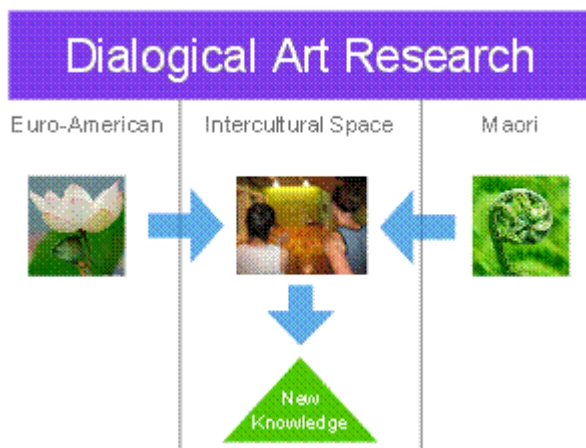 Dialogical Art Research
Euro-American
Intercultural Space
Maori
New
Knowledge